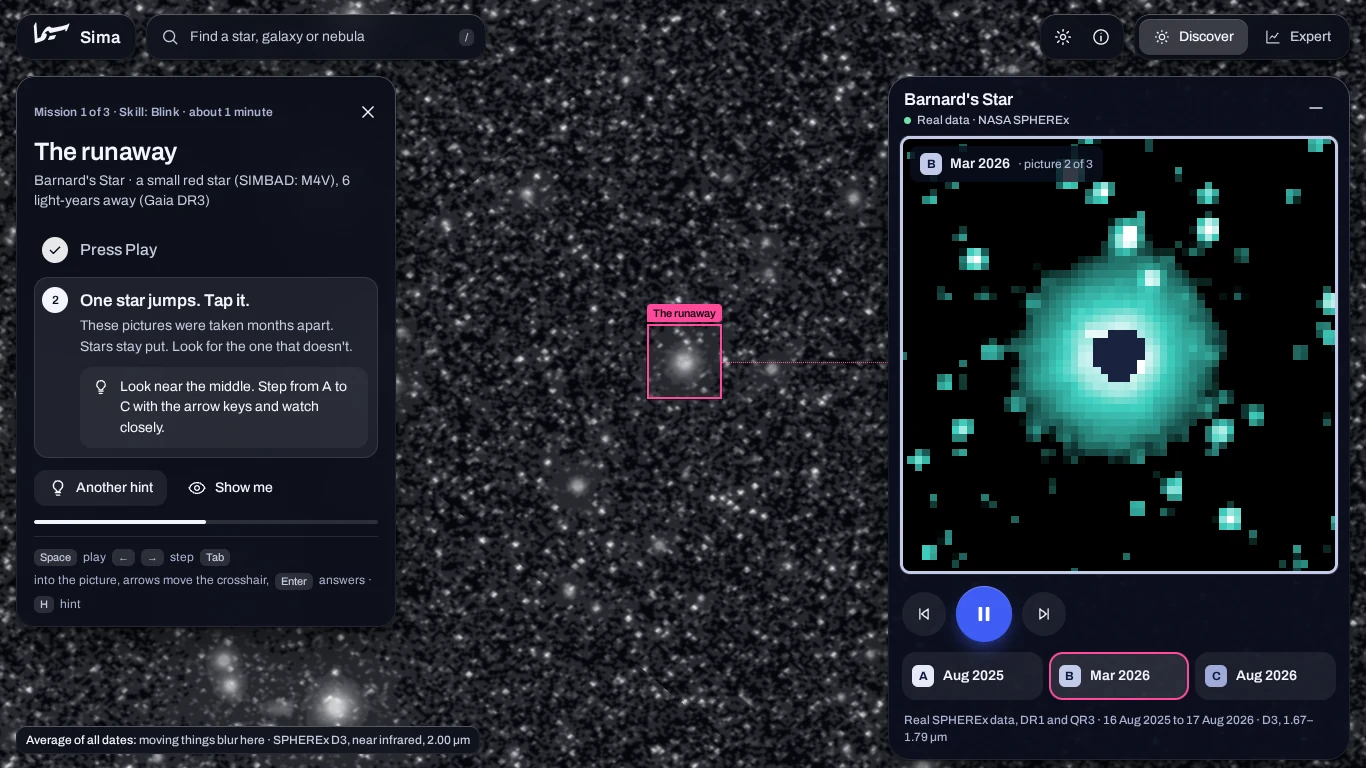 Sima
Find a star, galaxy or nebula /
Discover
Expert
Mission 1 of 3 · Skill: Blink · about 1 minute
The runaway
Barnard's Star · a small red star (SIMBAD: M4V), 6
light-years away (Gaia DR3)
Press Play
2 One star jumps. Tap it.
These pictures were taken months apart.
Stars stay put. Look for the one that doesn't.
Look near the middle. Step from A to
C with the arrow keys and watch
closely.
Another hint
Show me
Space play ← → step Tab
into the picture, arrows move the crosshair, Enter answers ·
H hint
The runaway
Barnard's Star
Real data · NASA SPHEREx
B Mar 2026 · picture 2 of 3
A Aug 2025
B Mar 2026
C Aug 2026
Real SPHEREx data, DR1 and QR3 · 16 Aug 2025 to 17 Aug 2026 · D3, 1.67–
1.79 µm
Average of all dates: moving things blur here · SPHEREx D3, near infrared, 2.00 µm